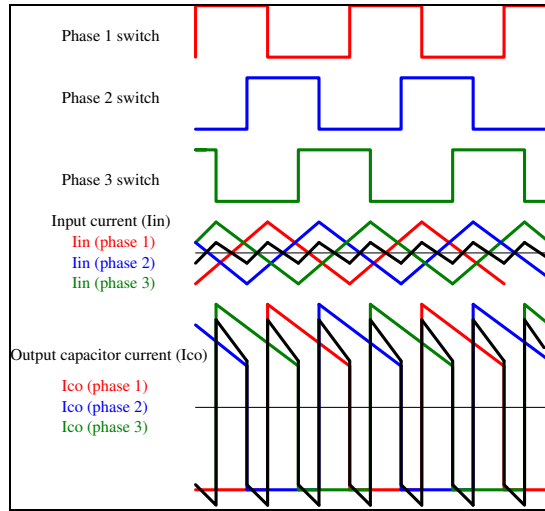 Phase 1 switch
Phase 2 switch
Phase 3 switch
Input current (Iin)
Iin (phase 1)
Iin (phase 2)
Iin (phase 3)
Output capacitor current (Ico)
Ico (phase 1)
Ico (phase 2)
Ico (phase 3)